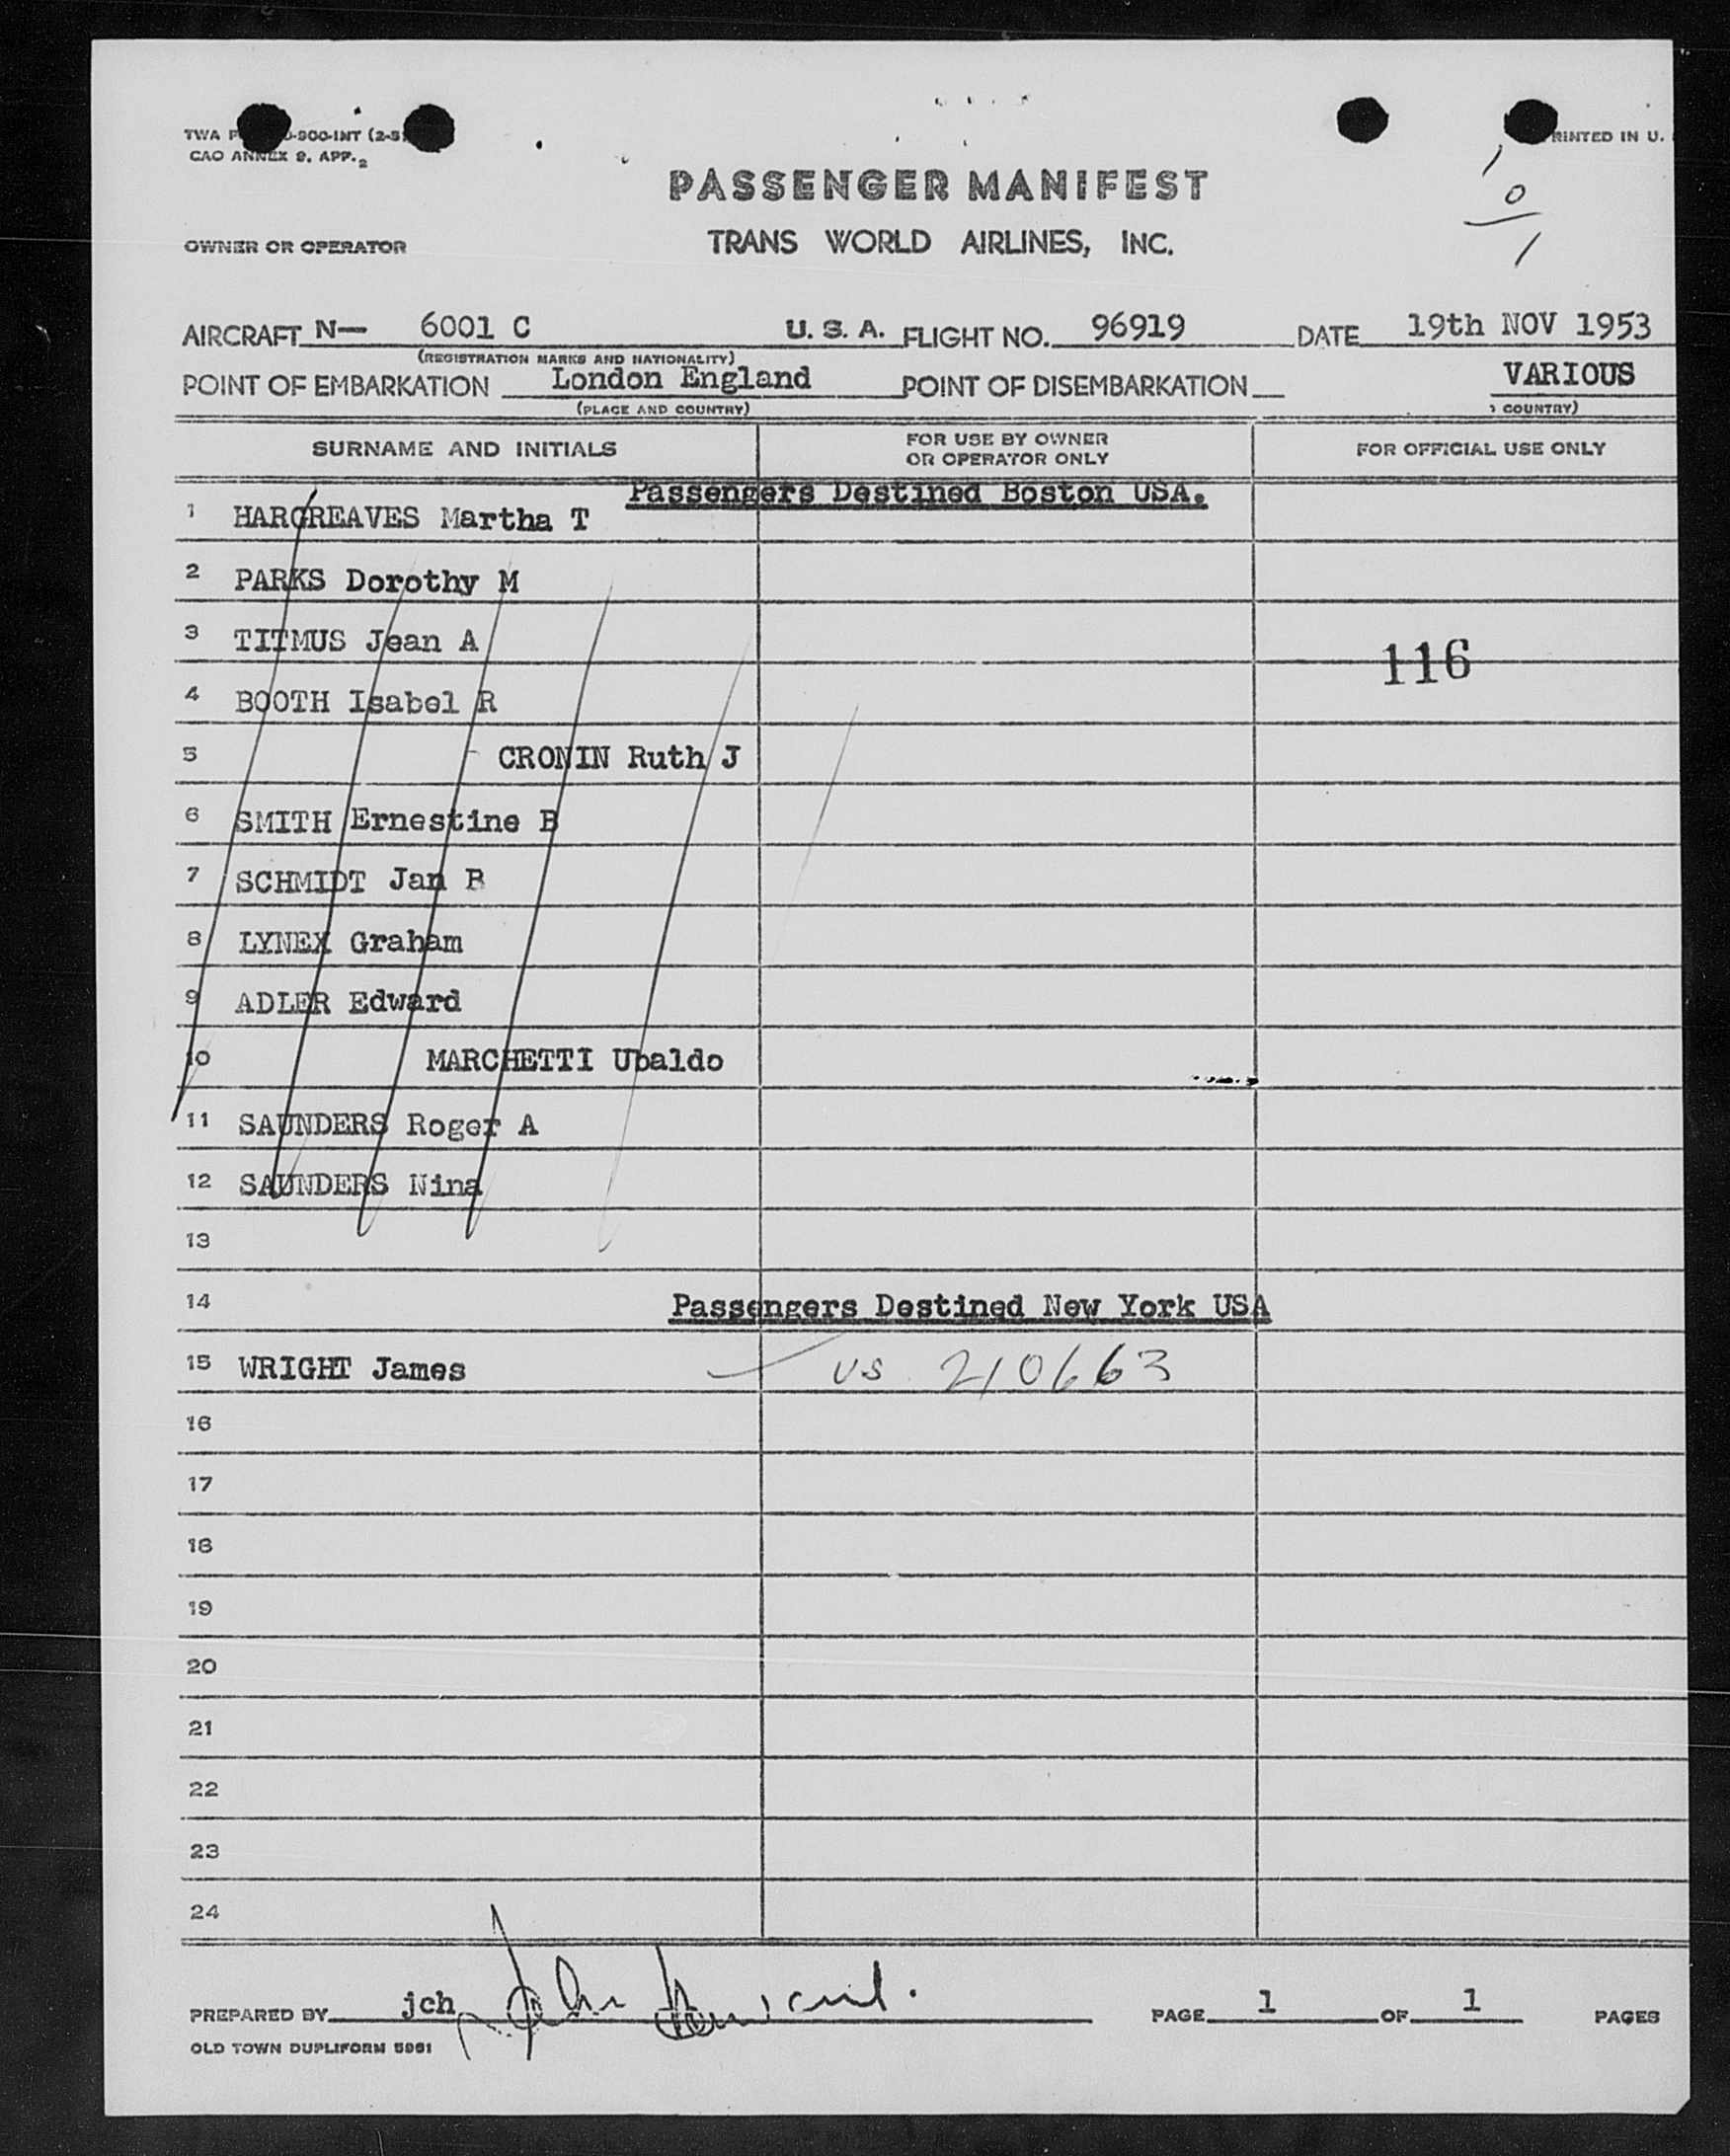 TWA -900-INT (2-5
CAO ANNEX 9. APP. 2
RINTED IN U.
1
0
1
PASSENGER MANIFEST
OWNER OR OPERATOR TRANS WORLD AIRLINES, INC.
AIRCRAFT N— 6001 C U. S. A. FLIGHT NO. 96919 DATE 19th NOV 1953
(REGISTRATION MARKS AND NATIONALITY)
POINT OF EMBARKATION London England POINT OF DISEMBARKATION VARIOUS
(PLACE AND COUNTRY) COUNTRY)
SURNAME AND INITIALS FOR USE BY OWNER OR OPERATOR ONLY FOR OFFICIAL USE ONLY
Passengers Destined Boston USA.
1 HARGREAVES Martha T
2 PARKS Dorothy M
3 TITMUS Jean A
116
4 BOOTH Isabel R
5 CRONIN Ruth J
6 SMITH Ernestine B
7 SCHMIDT Jan B
8 LYNEX Graham
9 ADLER Edward
10 MARCHETTI Ubaldo
11 SAUNDERS Roger A
12 SAUNDERS Nina
13
14 Passengers Destined New York USA
15 WRIGHT James US 210663
16
17
18
19
20
21
22
23
24
PREPARED BY jch PAGE 1 OF 1 PAGES
OLD TOWN DUPLIFORM 5961